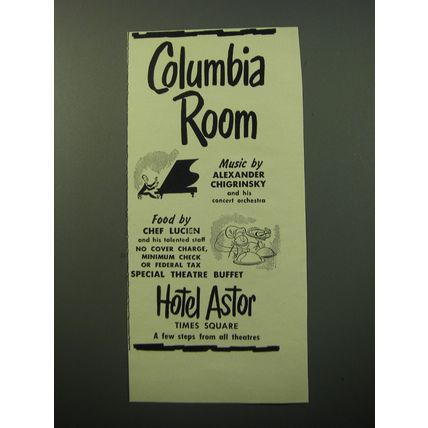 Columbia
Room
Music by
ALEXANDER
CHIGRINSKY
and his
concert orchestra
Food by
CHEF LUCIEN
and his talented staff
NO COVER CHARGE,
MINIMUM CHECK
OR FEDERAL TAX
SPECIAL THEATRE BUFFET
Hotel Astor
TIMES SQUARE
A few steps from all theatres